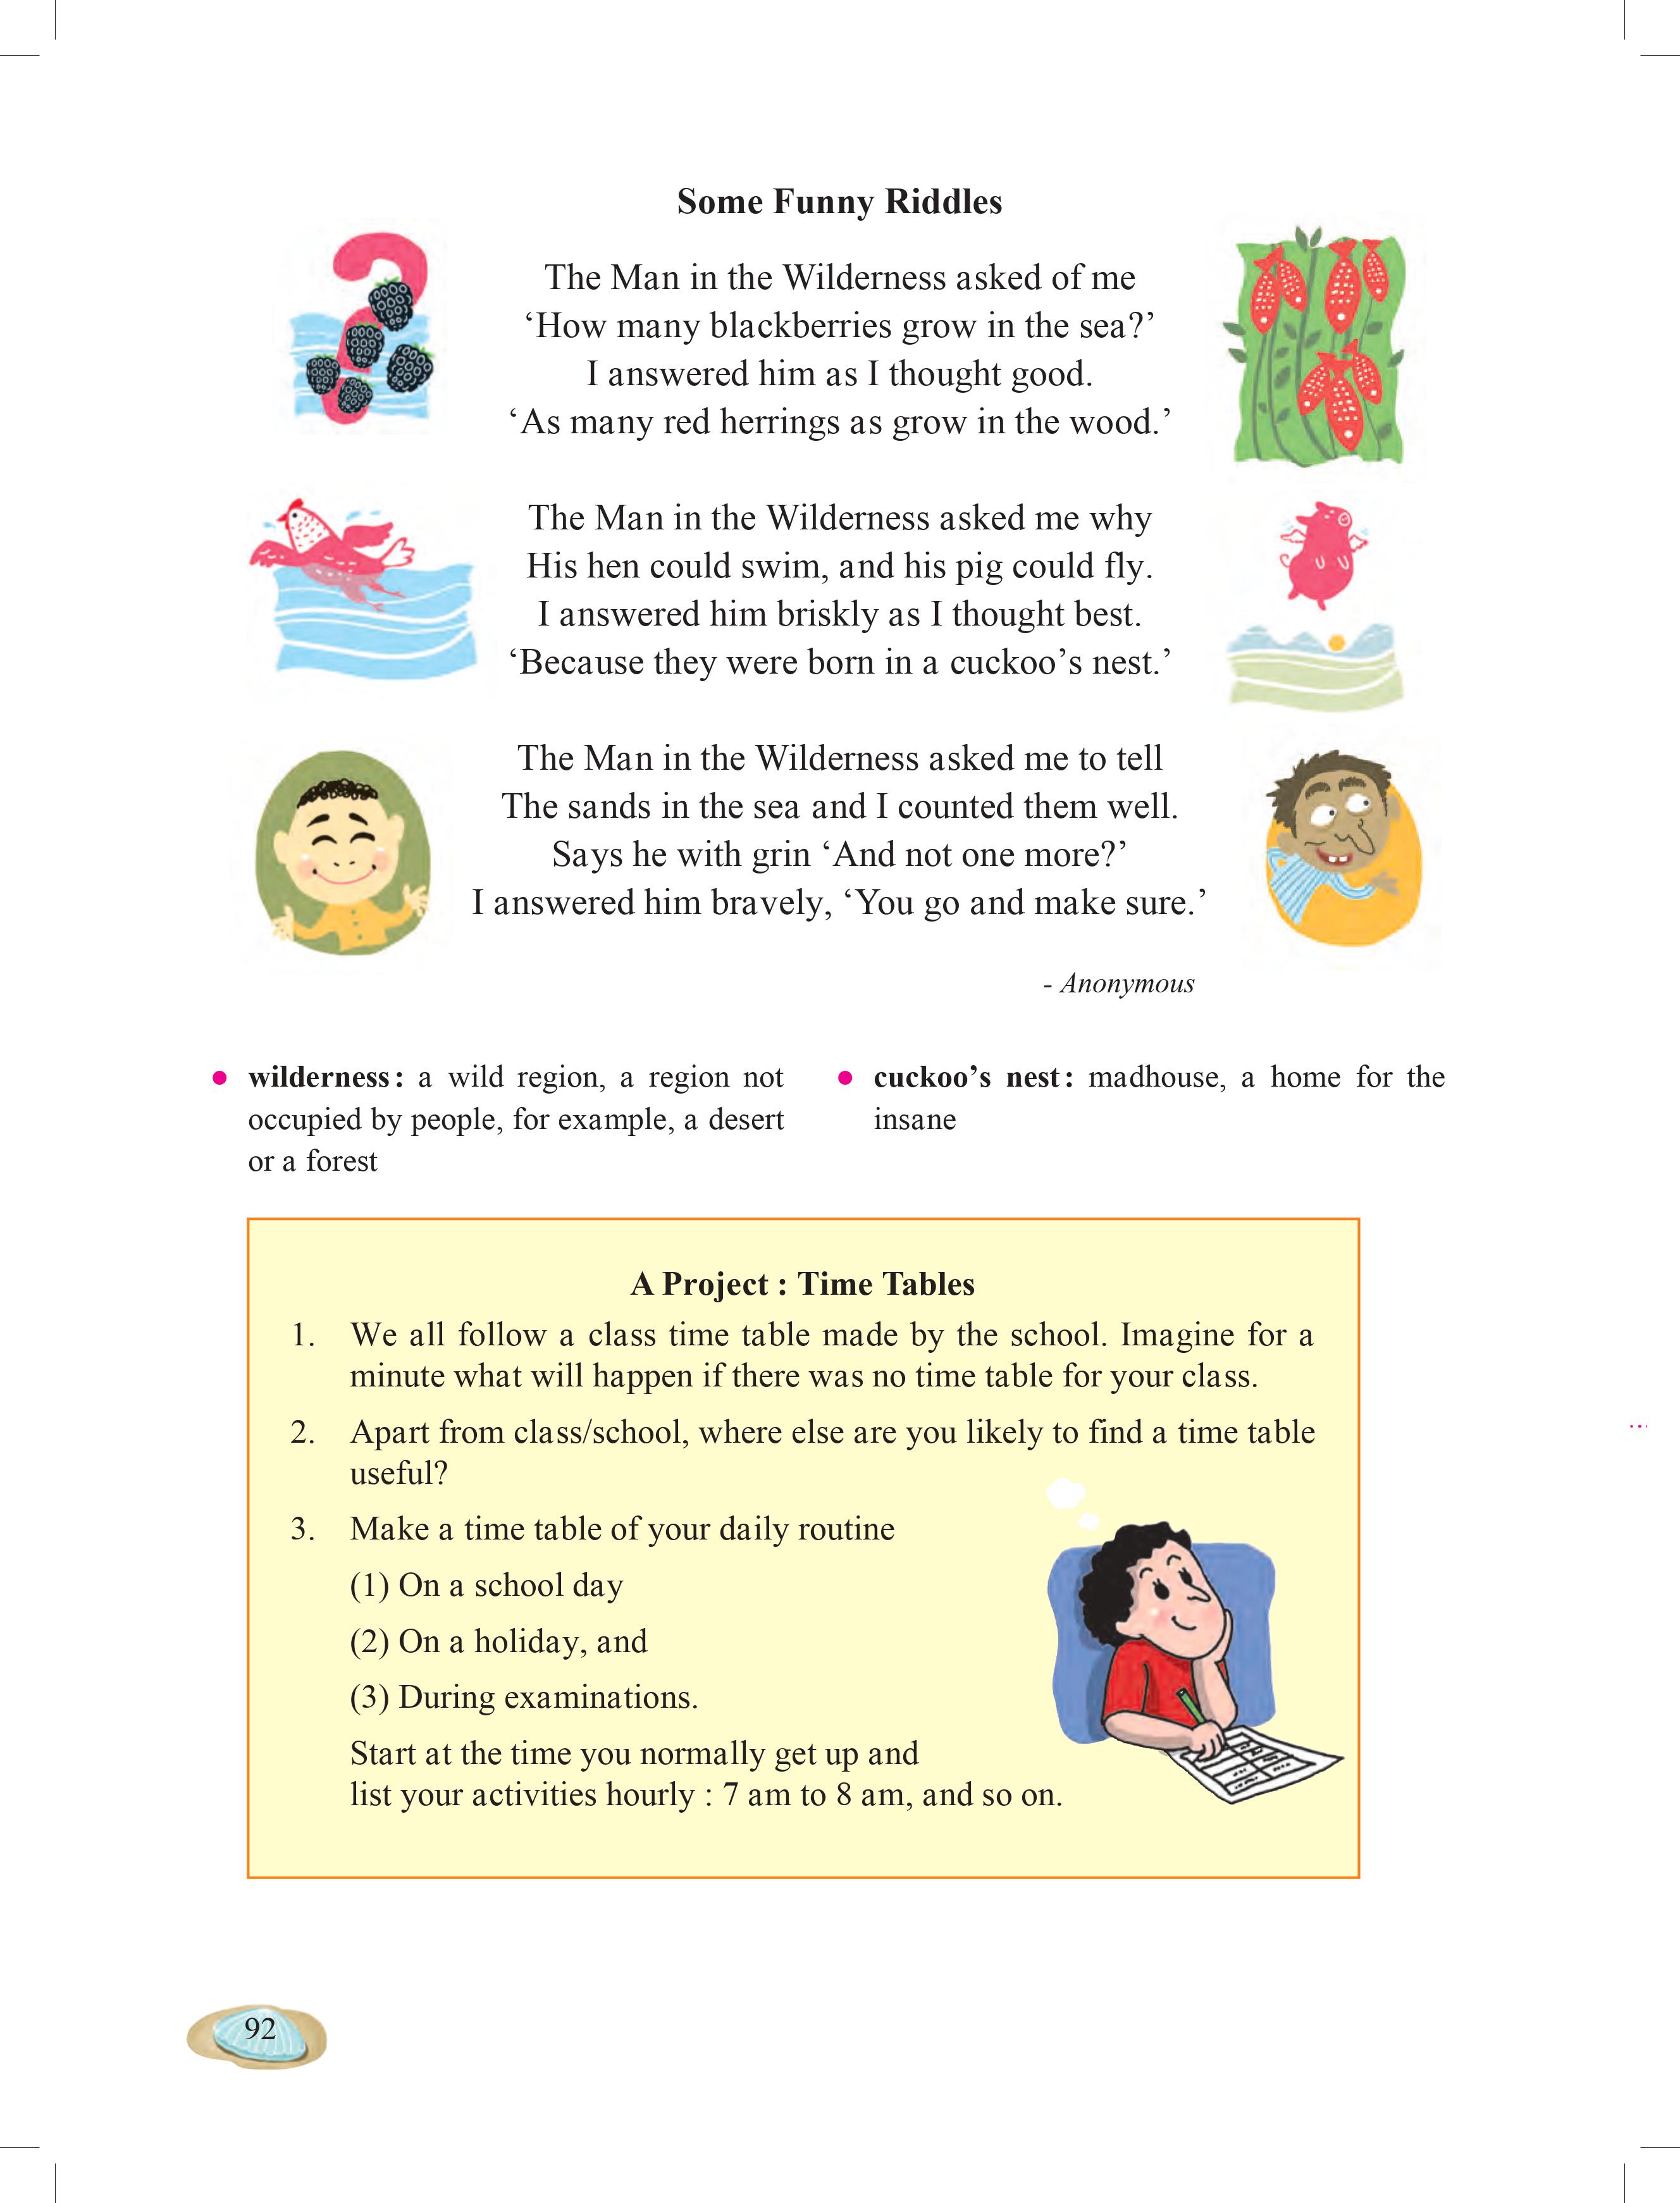 Some Funny Riddles
The Man in the Wilderness asked of me
‘How many blackberries grow in the sea?’
I answered him as I thought good.
‘As many red herrings as grow in the wood.’
The Man in the Wilderness asked me why
His hen could swim, and his pig could fly.
I answered him briskly as I thought best.
‘Because they were born in a cuckoo’s nest.’
The Man in the Wilderness asked me to tell
The sands in the sea and I counted them well.
Says he with grin ‘And not one more?’
I answered him bravely, ‘You go and make sure.’
- Anonymous
● wilderness : a wild region, a region not
occupied by people, for example, a desert
or a forest
● cuckoo’s nest : madhouse, a home for the
insane
A Project : Time Tables
1. We all follow a class time table made by the school. Imagine for a
minute what will happen if there was no time table for your class.
2. Apart from class/school, where else are you likely to find a time table
useful?
3. Make a time table of your daily routine
(1) On a school day
(2) On a holiday, and
(3) During examinations.
Start at the time you normally get up and
list your activities hourly : 7 am to 8 am, and so on.
92